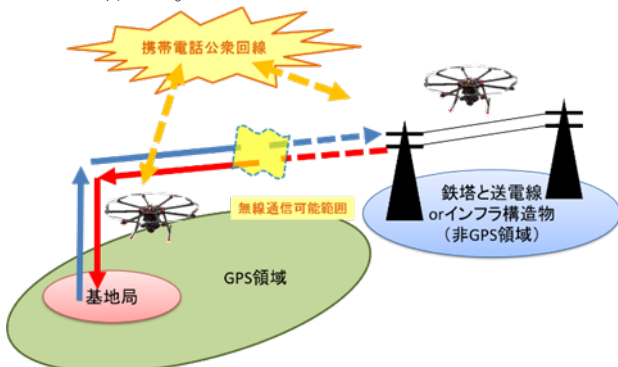 携帯電話公衆回線
無線通信可能範囲
鉄塔と送電線
orインフラ構造物
（非GPS領域）
GPS領域
基地局